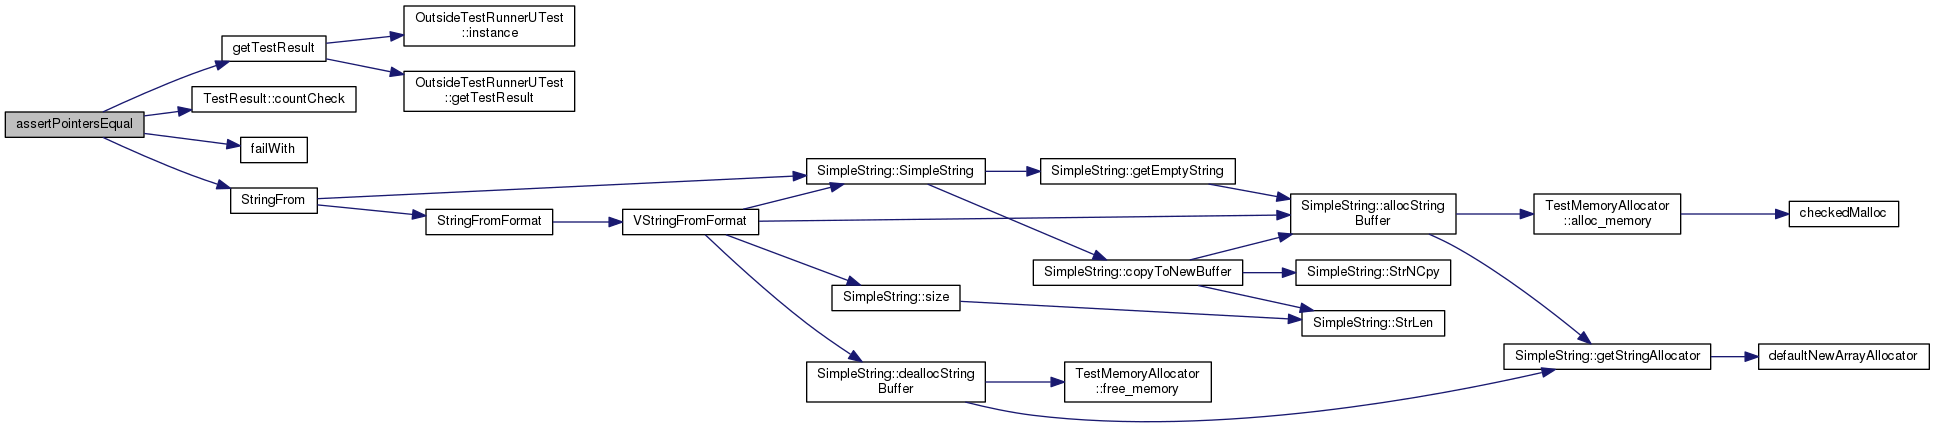 OutsideTestRunnerUTest
::instance
getTestResult
OutsideTestRunnerUTest
::getTestResult
TestResult::countCheck
assertPointersEqual
failWith
StringFrom
StringFromFormat
VStringFromFormat
SimpleString::SimpleString
SimpleString::getEmptyString
SimpleString::allocString
Buffer
TestMemoryAllocator
::alloc_memory
checkedMalloc
SimpleString::copyToNewBuffer
SimpleString::StrNCpy
SimpleString::size
SimpleString::StrLen
SimpleString::getStringAllocator
defaultNewArrayAllocator
SimpleString::deallocString
Buffer
TestMemoryAllocator
::free_memory